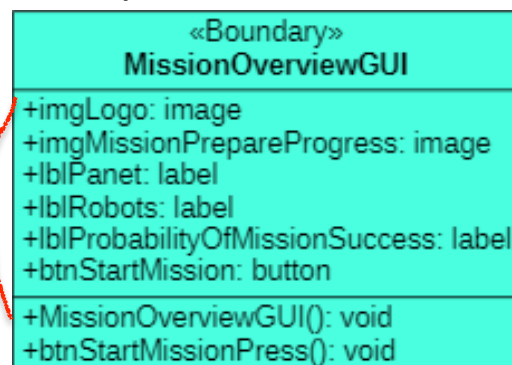 «Boundary»
MissionOverviewGUI
+imgLogo: image
+imgMissionPrepareProgress: image
+lblPanet: label
+lblRobots: label
+lblProbabilityOfMissionSuccess: label
+btnStartMission: button
+MissionOverviewGUI(): void
+btnStartMissionPress(): void